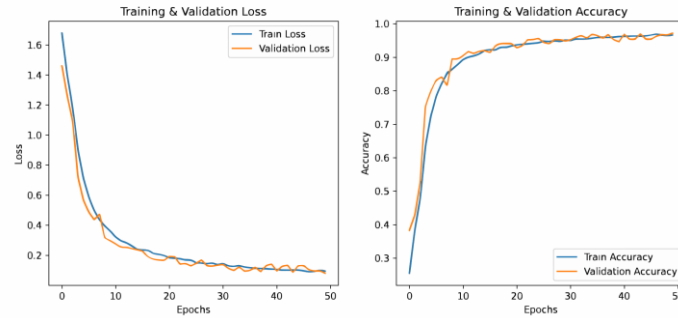 Training & Validation Loss
Train Loss
Validation Loss
1.6
1.4
1.2
1.0
0.8
0.6
0.4
0.2
Loss
0 10 20 30 40 50
Epochs
Training & Validation Accuracy
1.0
0.9
0.8
0.7
0.6
0.5
0.4
0.3
Accuracy
Train Accuracy
Validation Accuracy
0 10 20 30 40 50
Epochs